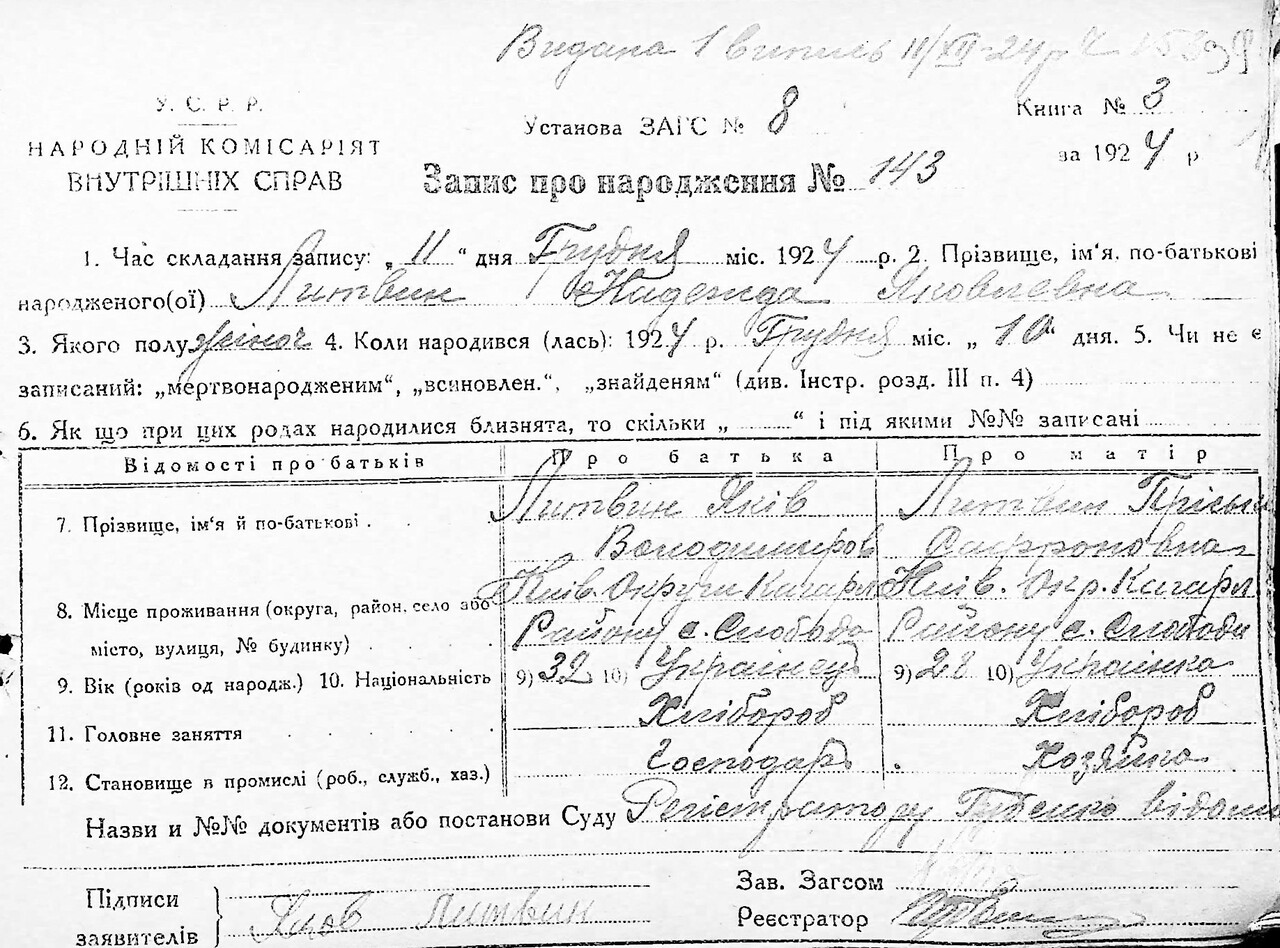 Видана 1 випись 11/XII-24 р
У. С. Р. Р.
НАРОДНІЙ КОМІСАРІЯТ
ВНУТРІШНІХ СПРАВ
Установа ЗАГС № 8
Книга № 3
за 1924 р
Запис про народження № 143
1. Час складання запису: „ 11 “ дня Грудня міс. 1924 р. 2. Прізвище, ім‘я, по-батькові
народженого(ої) Литвин Надежда Яковлевна
3. Якого полу жіноч 4. Коли народився (лась): 1924 р. Грудня міс. „ 10 “ дня. 5. Чи не є
записаний: „мертвонародженим“, „всиновлен.“, „знайденям“ (див. Інстр. розд. III п. 4)
6. Як що при цих родах народилися близнята, то скільки „ “ і під якими №№ записані
Відомості про батьків Про батька Про матір
7. Прізвище, ім‘я й по-батькові Литвин Яків Литвин
Володимиров Сафроновна
8. Місце проживання (округа, район, село або Київ. Округи Кагарл Київ. Окр. Кагарл
місто, вулиця, № будинку) Району с. Слобода Району с. Слободи
9. Вік (років од народж.) 10. Національність 9) 32 10) Українець 9) 28 10) Українка
11. Головне заняття Хлібороб Хлібороб
12. Становище в промислі (роб., служб., хаз.) Господарь Хозяйка
Назви и №№ документів або постанови Суду Регістратору Губенко відом
Підписи
заявителів
Яков Литвин
Зав. Загсом
Реєстратор